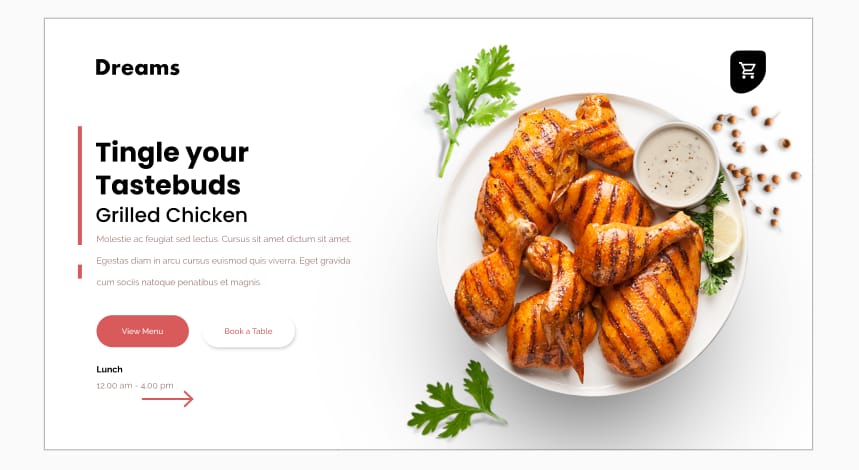 Dreams
Tingle your
Tastebuds
Grilled Chicken
Molestie ac feugiat sed lectus. Cursus sit amet dictum sit amet.
Egestas diam in arcu cursus euismod quis viverra. Eget gravida
cum sociis natoque penatibus et magnis
View Menu
Book a Table
Lunch
12.00 am - 4.00 pm